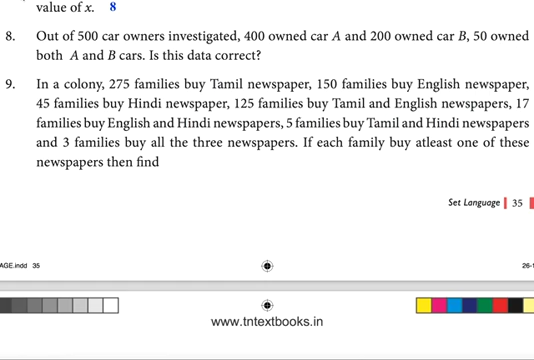 value of x. 8
8. Out of 500 car owners investigated, 400 owned car A and 200 owned car B, 50 owned
both A and B cars. Is this data correct?
9. In a colony, 275 families buy Tamil newspaper, 150 families buy English newspaper,
45 families buy Hindi newspaper, 125 families buy Tamil and English newspapers, 17
families buy English and Hindi newspapers, 5 families buy Tamil and Hindi newspapers
and 3 families buy all the three newspapers. If each family buy atleast one of these
newspapers then find
Set Language 35
AGE.indd 35 26-1
www.tntextbooks.in